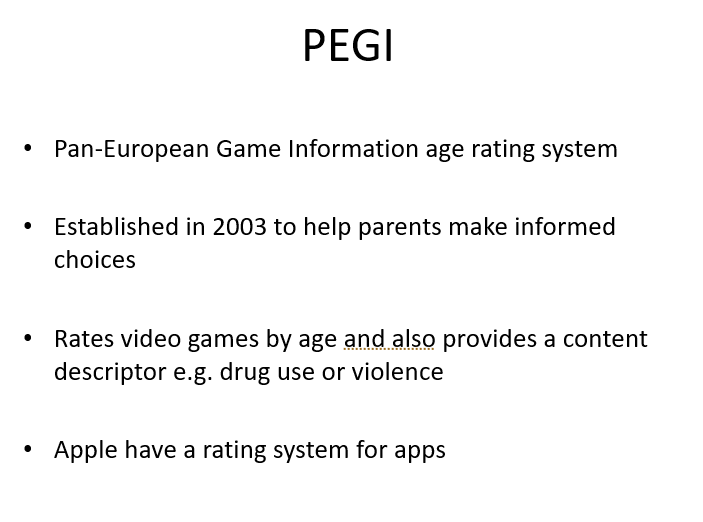 PEGI
• Pan-European Game Information age rating system
• Established in 2003 to help parents make informed
choices
• Rates video games by age and also provides a content
descriptor e.g. drug use or violence
• Apple have a rating system for apps